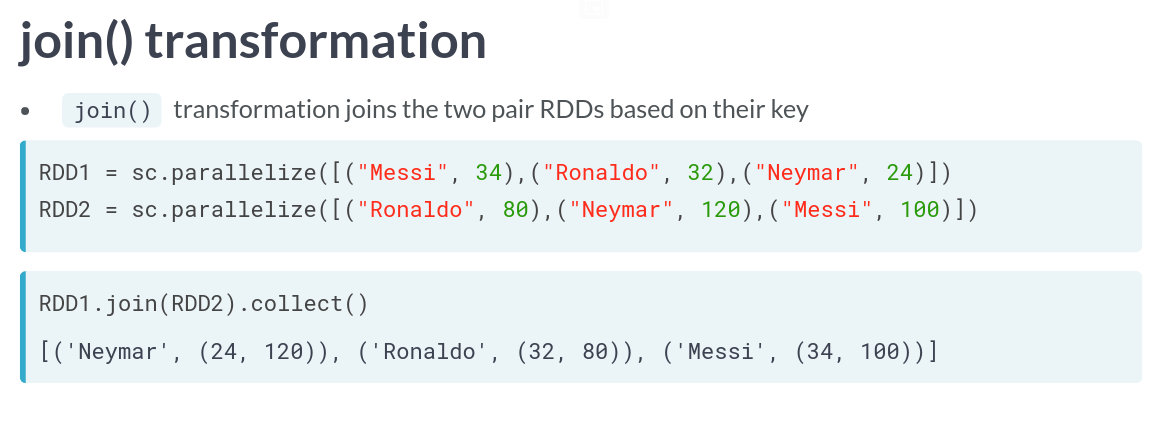 join() transformation
• join() transformation joins the two pair RDDs based on their key
RDD1 = sc.parallelize([("Messi", 34),("Ronaldo", 32),("Neymar", 24)])
RDD2 = sc.parallelize([("Ronaldo", 80),("Neymar", 120),("Messi", 100)])
RDD1.join(RDD2).collect()
[('Neymar', (24, 120)), ('Ronaldo', (32, 80)), ('Messi', (34, 100))]